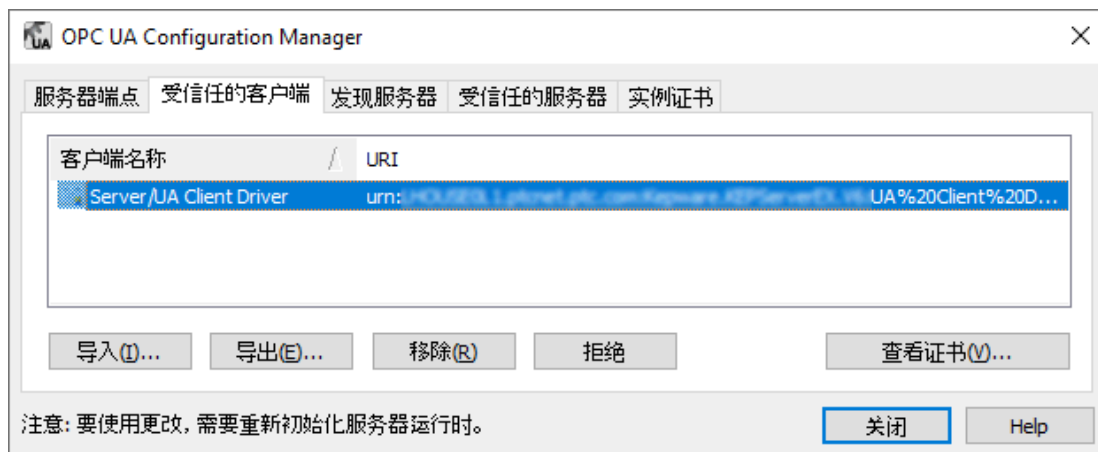 OPC UA Configuration Manager
服务器端点 受信任的客户端 发现服务器 受信任的服务器 实例证书
客户端名称 URI
Server/UA Client Driver urn: UA%20Client%20D...
导入(I)... 导出(E)... 移除(R) 拒绝 查看证书(V)...
注意: 要使用更改, 需要重新初始化服务器运行时。 关闭 Help